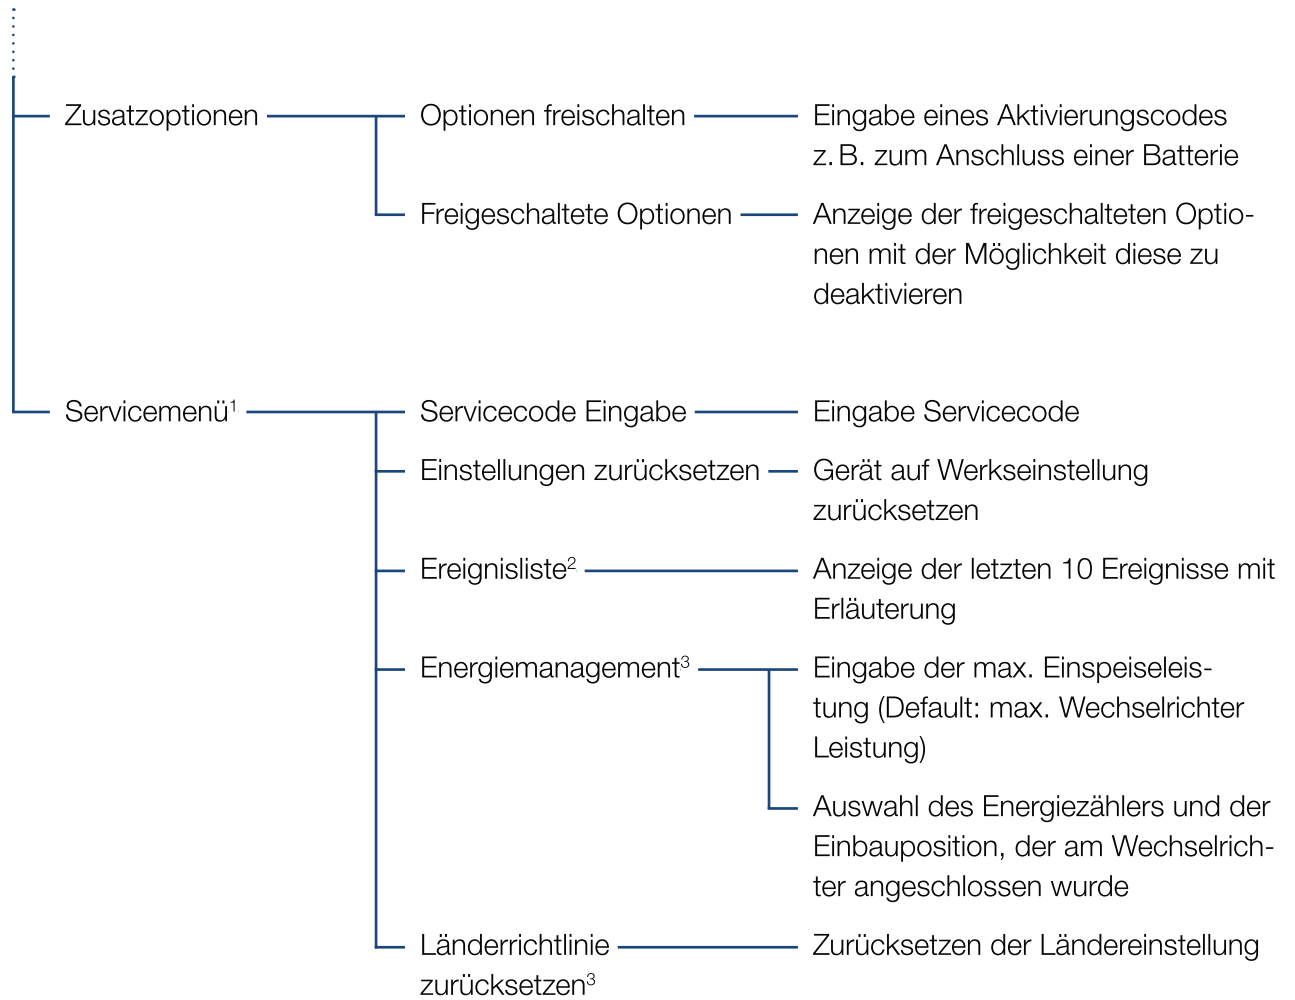 Zusatzoptionen
Optionen freischalten
Eingabe eines Aktivierungscodes
z. B. zum Anschluss einer Batterie
Freigeschaltete Optionen
Anzeige der freigeschalteten Optio-
nen mit der Möglichkeit diese zu
deaktivieren
Servicemenü¹
Servicecode Eingabe
Eingabe Servicecode
Einstellungen zurücksetzen
Gerät auf Werkseinstellung
zurücksetzen
Ereignisliste²
Anzeige der letzten 10 Ereignisse mit
Erläuterung
Energiemanagement³
Eingabe der max. Einspeiseleis-
tung (Default: max. Wechselrichter
Leistung)
Auswahl des Energiezählers und der
Einbauposition, der am Wechselrich-
ter angeschlossen wurde
Länderrichtlinie
zurücksetzen³
Zurücksetzen der Ländereinstellung